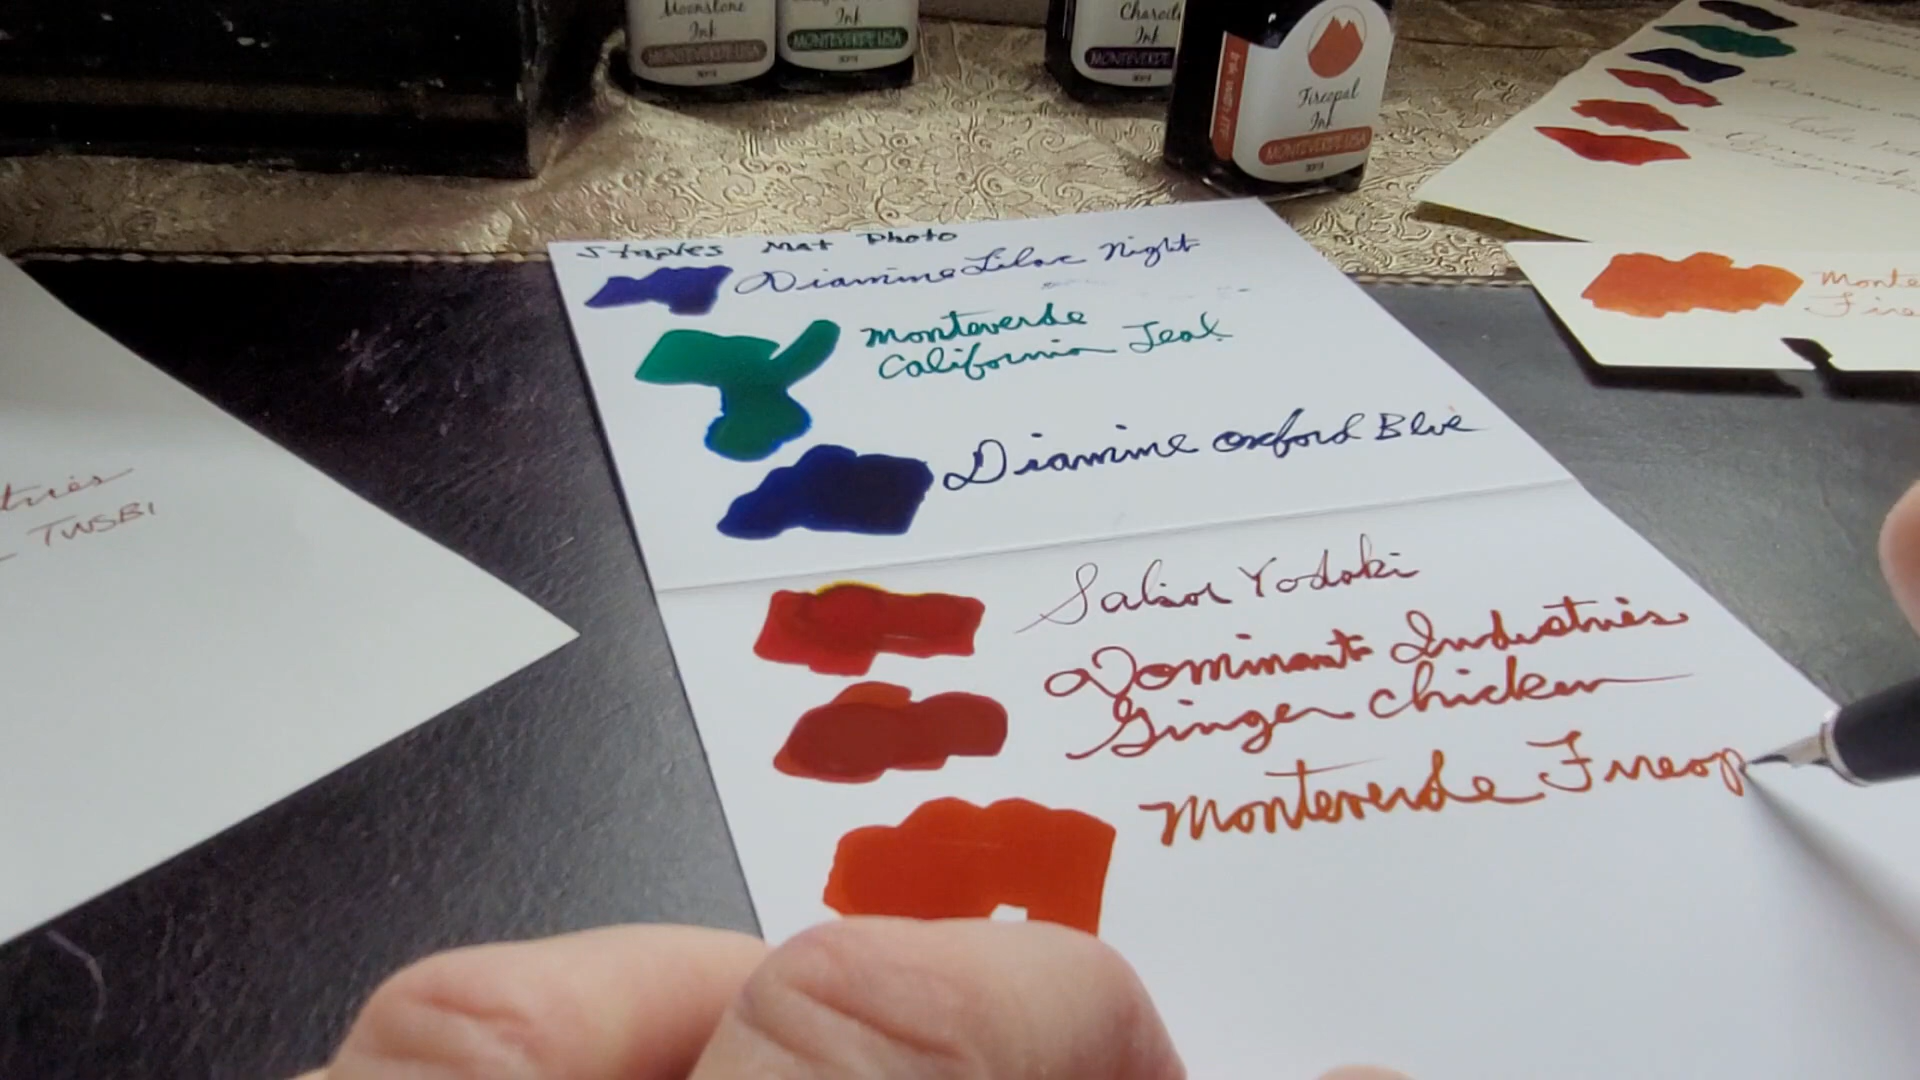 Moonstone
Ink
MONTEVERDE USA
Ink
MONTEVERDE USA
Charoite
Ink
MONTEVERDE
Fireopal
Ink
MONTEVERDE USA
Staples Mat Photo
Diamine Lilac Night
Monteverde
California Teal
Diamine Oxford Blue
Sailor Yodaki
Dominant Industries
Ginger Chicken
Monteverde Fireop
TWSBI
Monte
Fire